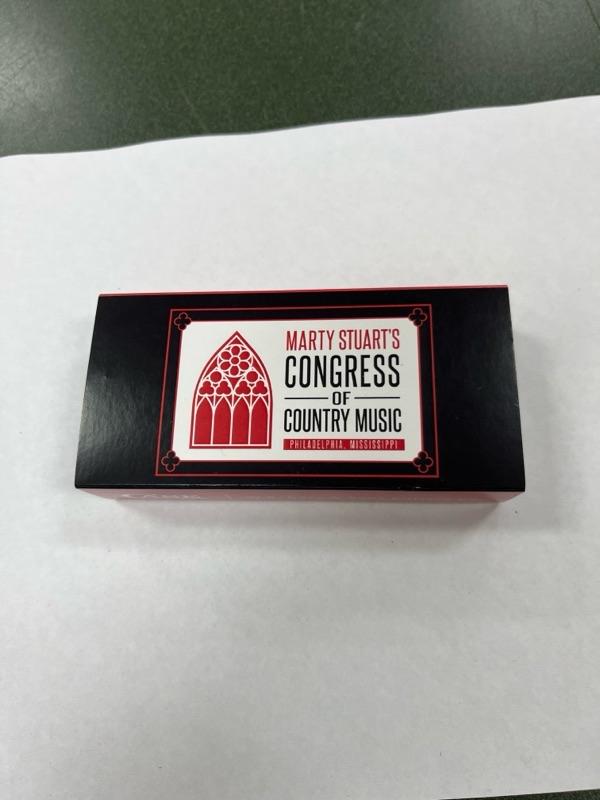 MARTY STUART'S
CONGRESS
OF
COUNTRY MUSIC
PHILADELPHIA, MISSISSIPPI